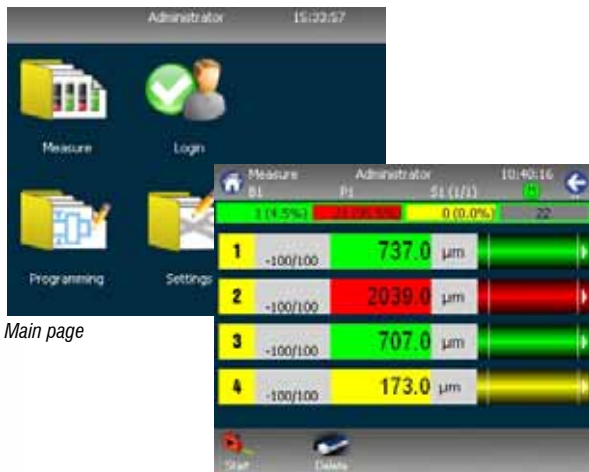 Administrator 15:33:57
Measure Login
Programming Settings
Main page
Measure Administrator 10:40:16
B1 P1 S1 (1/1)
1 (4.5%) 0 (0.0%) 22
1 -100/100 737.0 µm
2 -100/100 2039.0 µm
3 -100/100 707.0 µm
4 -100/100 173.0 µm
Start Delete